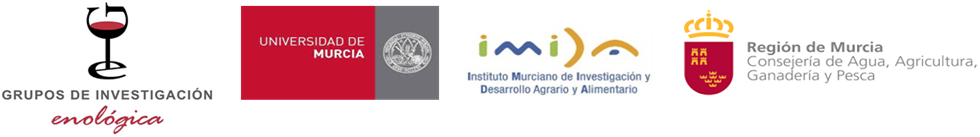 GRUPOS DE INVESTIGACIÓN
enológica
UNIVERSIDAD DE
MURCIA
imida
Instituto Murciano de Investigación y
Desarrollo Agrario y Alimentario
Región de Murcia
Consejería de Agua, Agricultura,
Ganadería y Pesca